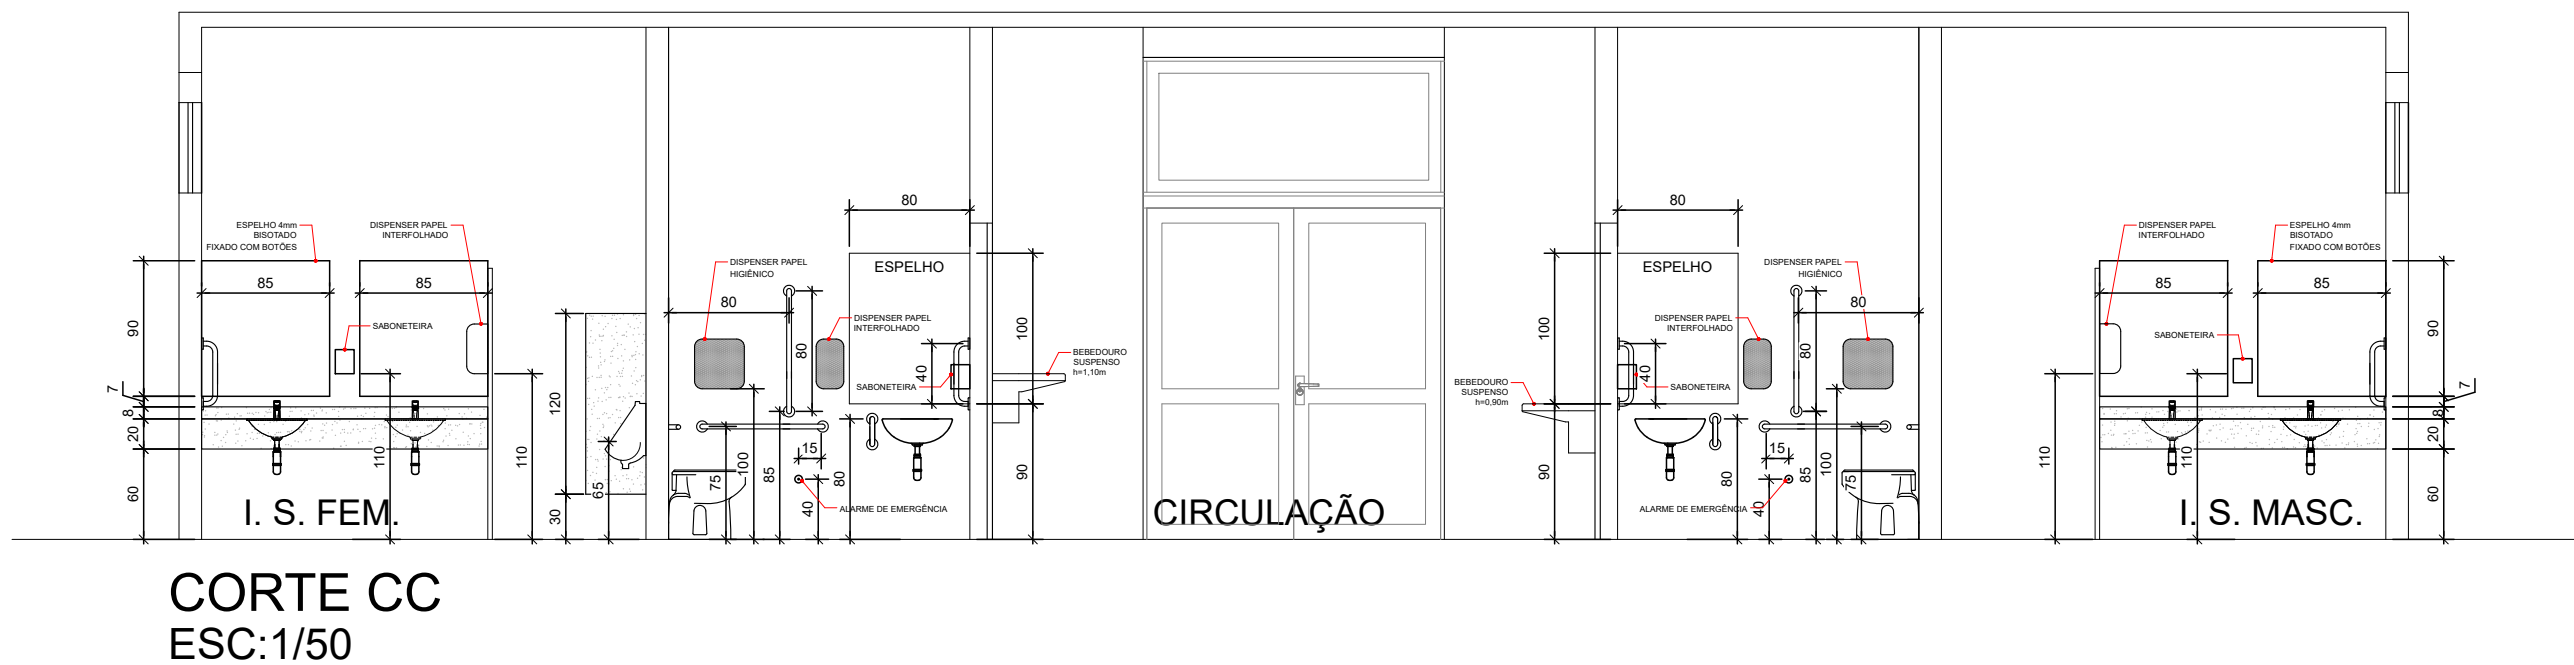 80
80
ESPELHO 4mm
BISOTADO
FIXADO COM BOTÕES
DISPENSER PAPEL
INTERFOLHADO
DISPENSER PAPEL
INTERFOLHADO
ESPELHO 4mm
BISOTADO
FIXADO COM BOTÕES
DISPENSER PAPEL
HIGIÊNICO
ESPELHO
ESPELHO
DISPENSER PAPEL
HIGIÊNICO
85
85
80
80
85
85
90
SABONETEIRA
DISPENSER PAPEL
INTERFOLHADO
100
100
DISPENSER PAPEL
INTERFOLHADO
SABONETEIRA
90
80
40
SABONETEIRA
BEBEDOURO
SUSPENSO
h=1,10m
BEBEDOURO
SUSPENSO
h=0,90m
40
SABONETEIRA
80
7
8
20
60
110
110
120
30
65
75
100
85
15
40
80
90
90
80
15
40
85
100
75
110
110
7
8
20
60
ALARME DE EMERGÊNCIA
ALARME DE EMERGÊNCIA
I. S. FEM.
CIRCULAÇÃO
I. S. MASC.
CORTE CC
ESC:1/50